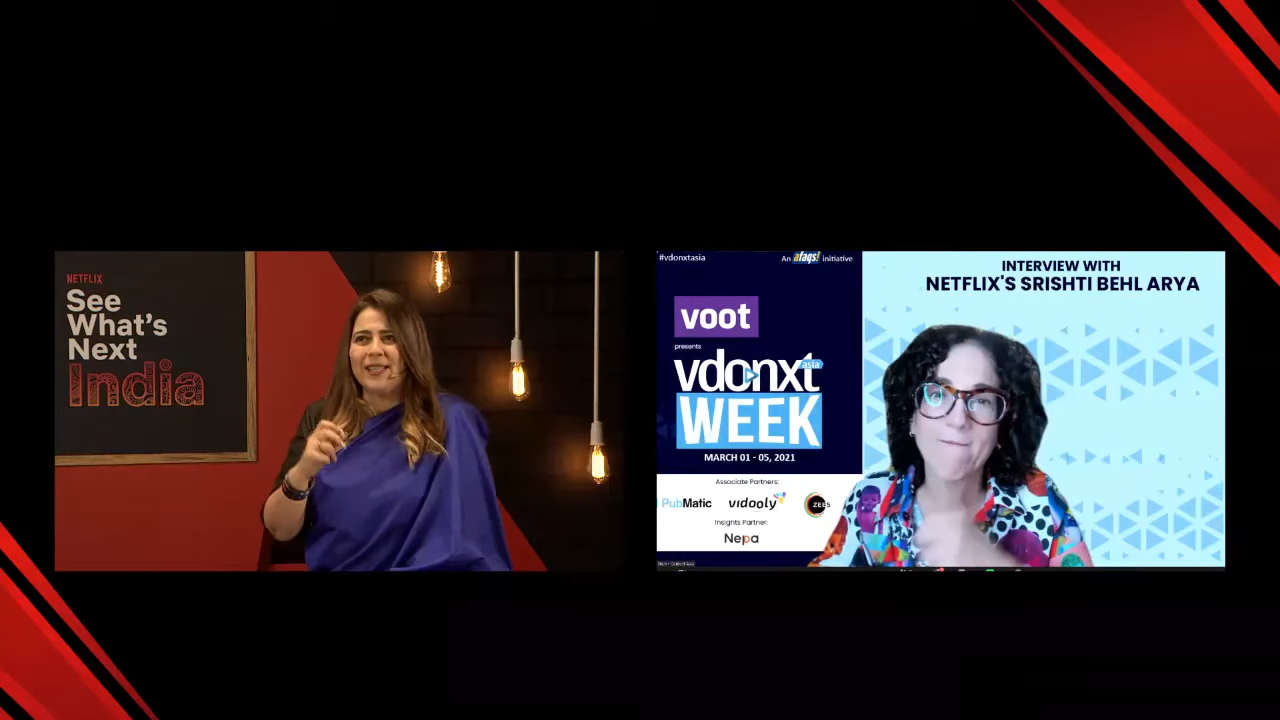 NETFLIX
See
What's
Next
India
#vdonxtasia
An afaqs! initiative
voot
presents
vdonxt asia
WEEK
MARCH 01 - 05, 2021
Associate Partners:
PubMatic
vidooly
ZEE5
Insights Partner:
Nepa
INTERVIEW WITH
NETFLIX'S SRISHTI BEHL ARYA